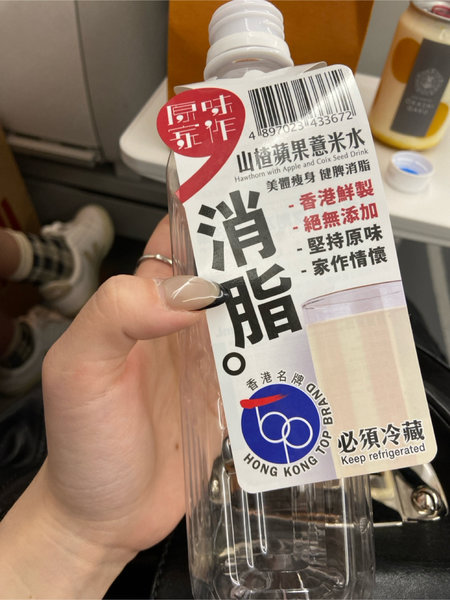 原味
家作
4 897023 433672
山楂蘋果薏米水
Hawthorn with Apple and Coix Seed Drink
美體瘦身 健脾消脂
- 香港鮮製
- 絕無添加
- 堅持原味
- 家作情懷
消脂。
香港名牌
top
HONG KONG TOP BRAND
必須冷藏
Keep refrigerated